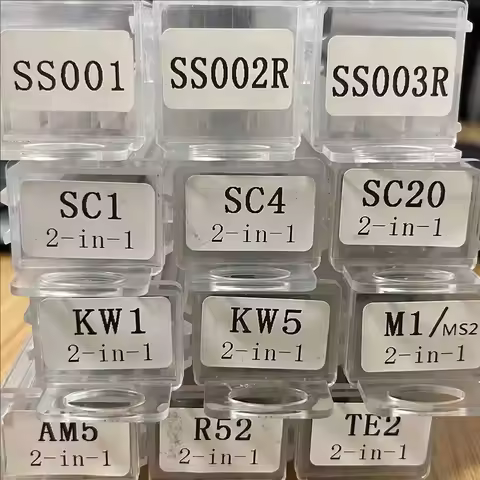 SS001
SS002R
SS003R
SC1
2-in-1
SC4
2-in-1
SC20
2-in-1
KW1
2-in-1
KW5
2-in-1
M1/MS2
2-in-1
AM5
2-in-1
R52
2-in-1
TE2
2-in-1